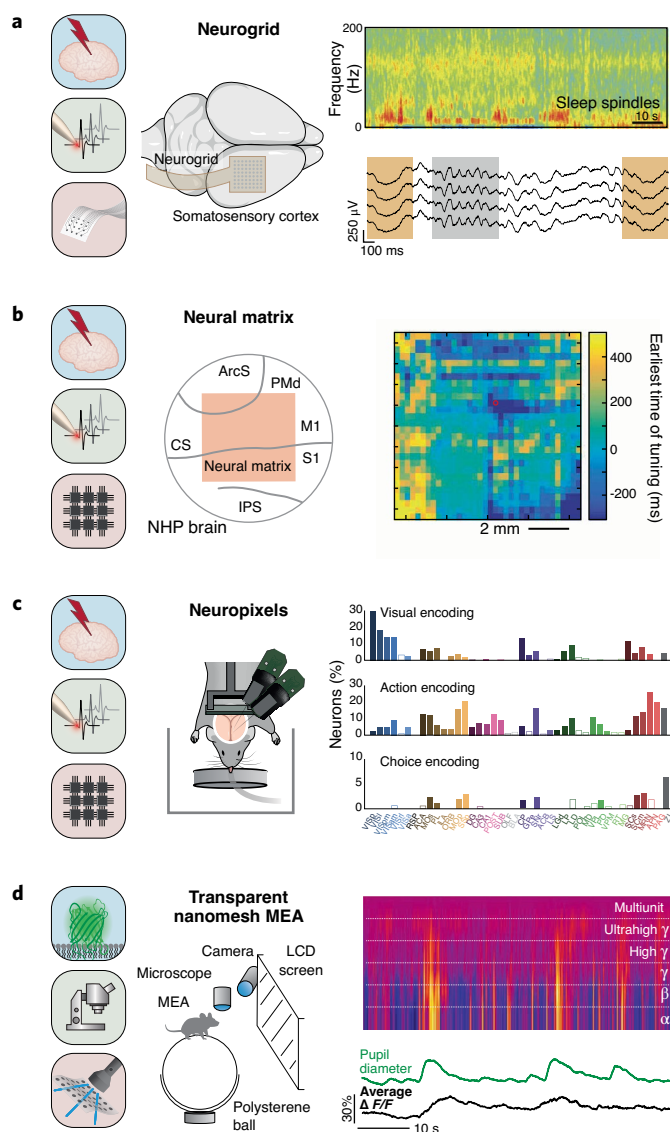 a
Neurogrid
Neurogrid
Somatosensory cortex
200
0
Frequency
(Hz)
Sleep spindles
10 s
250 µV
100 ms
b
Neural matrix
ArcS
PMd
M1
CS
S1
Neural matrix
IPS
NHP brain
400
200
0
-200
Earliest time of tuning (ms)
2 mm
c
Neuropixels
Neurons (%)
30
20
10
0
Visual encoding
30
20
10
0
Action encoding
10
5
0
Choice encoding
d
Transparent
nanomesh MEA
Camera
LCD
screen
Microscope
MEA
Polysterene
ball
Multiunit
Ultrahigh γ
High γ
γ
β
α
Pupil
diameter
Average
Δ F/F
30%
10 s